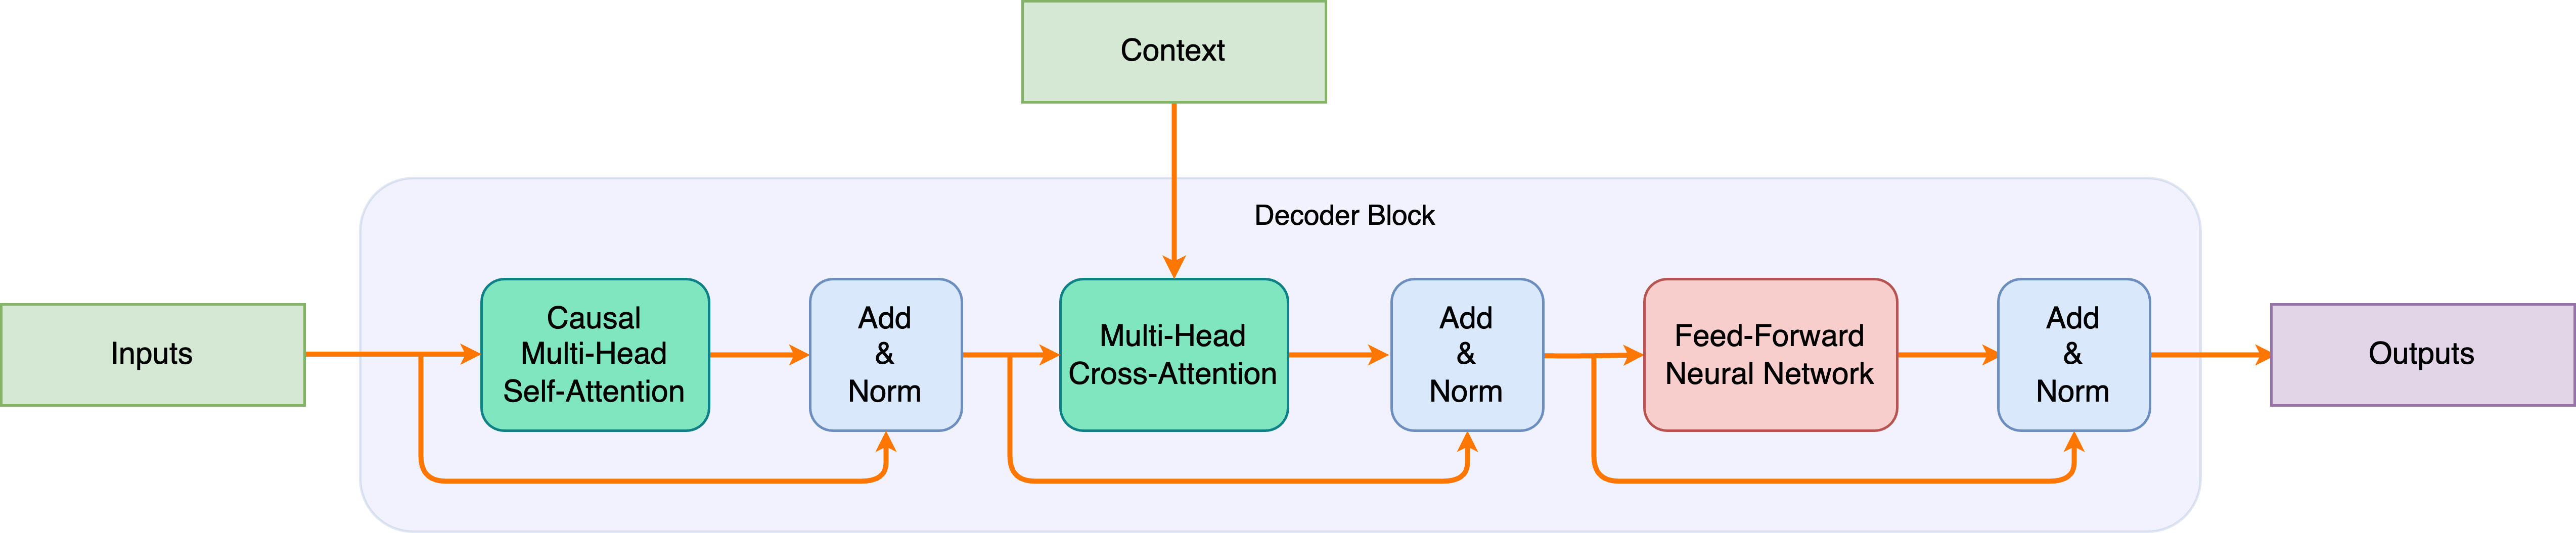 Context
Decoder Block
Inputs
Causal
Multi-Head
Self-Attention
Add
&
Norm
Multi-Head
Cross-Attention
Add
&
Norm
Feed-Forward
Neural Network
Add
&
Norm
Outputs